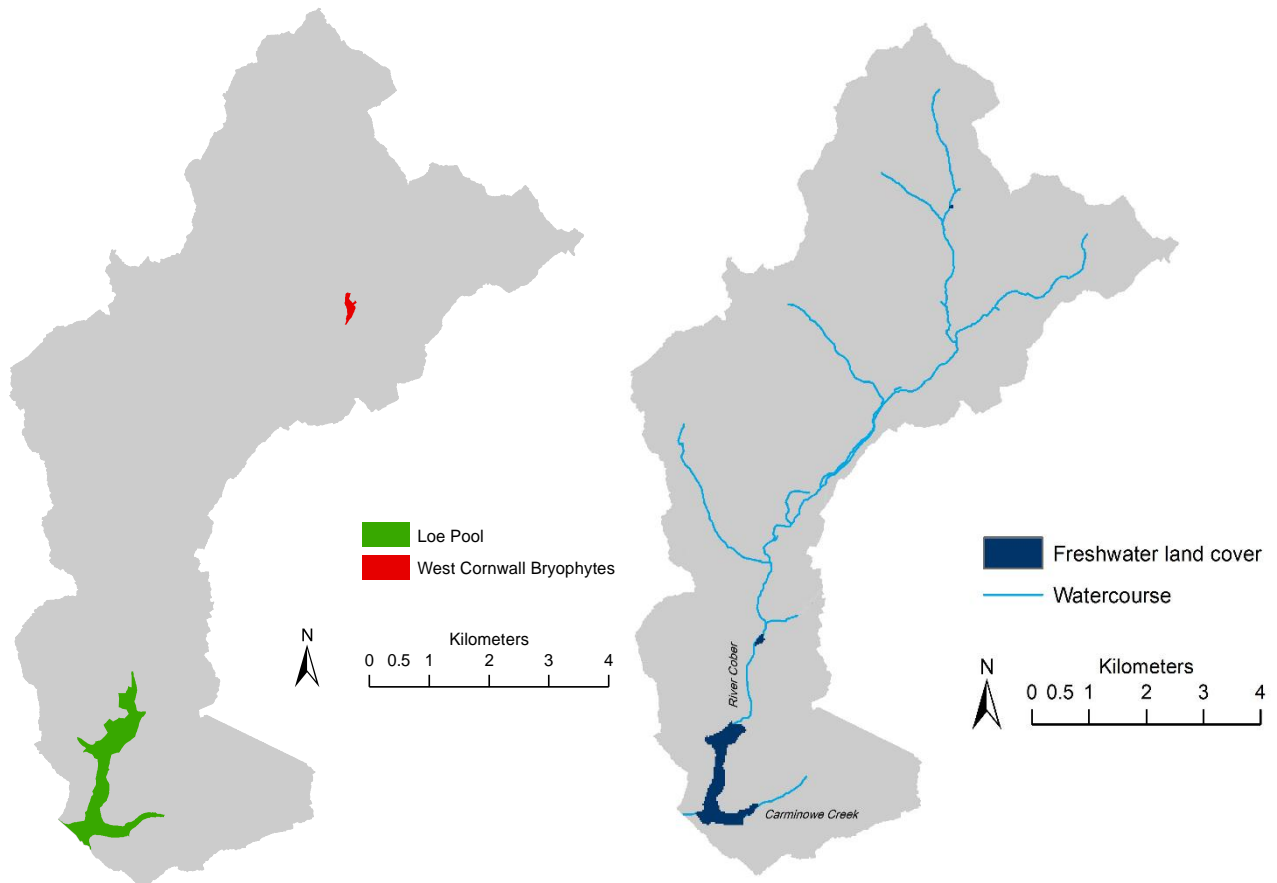 Loe Pool
West Cornwall Bryophytes
N
Kilometers
0 0.5 1 2 3 4
River Cober
Carminowe Creek
Freshwater land cover
Watercourse
N
Kilometers
0 0.5 1 2 3 4